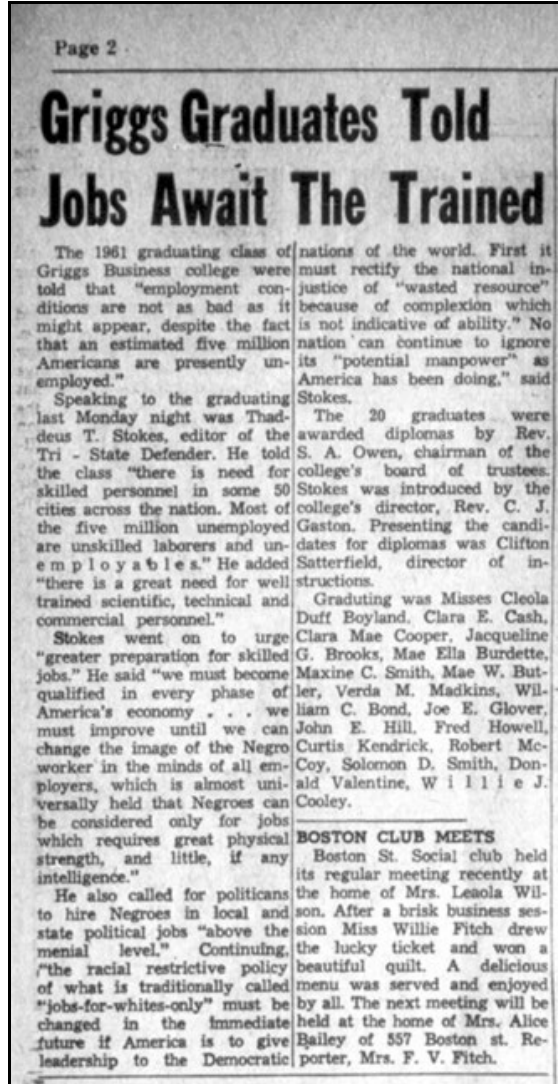 Page 2
Griggs Graduates Told
Jobs Await The Trained
The 1961 graduating class of
Griggs Business college were
told that "employment con-
ditions are not as bad as it
might appear, despite the fact
that an estimated five million
Americans are presently un-
employed."
Speaking to the graduating
last Monday night was Thad-
deus T. Stokes, editor of the
Tri - State Defender. He told
the class "there is need for
skilled personnel in some 50
cities across the nation. Most of
the five million unemployed
are unskilled laborers and un-
e m p l o y a b l e s." He added
"there is a great need for well
trained scientific, technical and
commercial personnel."
Stokes went on to urge
"greater preparation for skilled
jobs." He said "we must become
qualified in every phase of
America's economy . . . we
must improve until we can
change the image of the Negro
worker in the minds of all em-
ployers, which is almost uni-
versally held that Negroes can
be considered only for jobs
which requires great physical
strength, and little, if any
intelligence."
He also called for politicans
to hire Negroes in local and
state political jobs "above the
menial level." Continuing,
"the racial restrictive policy
of what is traditionally called
"jobs-for-whites-only" must be
changed in the immediate
future if America is to give
leadership to the Democratic
nations of the world. First it
must rectify the national in-
justice of "wasted resource"
because of complexion which
is not indicative of ability." No
nation can continue to ignore
its "potential manpower" as
America has been doing," said
Stokes.
The 20 graduates were
awarded diplomas by Rev.
S. A. Owen, chairman of the
college's board of trustees.
Stokes was introduced by the
college's director, Rev. C. J.
Gaston. Presenting the candi-
dates for diplomas was Clifton
Satterfield, director of in-
structions.
Graduting was Misses Cleola
Duff Boyland, Clara E. Cash,
Clara Mae Cooper, Jacqueline
G. Brooks, Mae Ella Burdette,
Maxine C. Smith, Mae W. But-
ler, Verda M. Madkins, Wil-
liam C. Bond, Joe E. Glover,
John E. Hill, Fred Howell,
Curtis Kendrick, Robert Mc-
Coy, Solomon D. Smith, Don-
ald Valentine, W i l l i e J.
Cooley.
BOSTON CLUB MEETS
Boston St. Social club held
its regular meeting recently at
the home of Mrs. Leaola Wil-
son. After a brisk business ses-
sion Miss Willie Fitch drew
the lucky ticket and won a
beautiful quilt. A delicious
menu was served and enjoyed
by all. The next meeting will be
held at the home of Mrs. Alice
Bailey of 557 Boston st. Re-
porter, Mrs. F. V. Fitch.